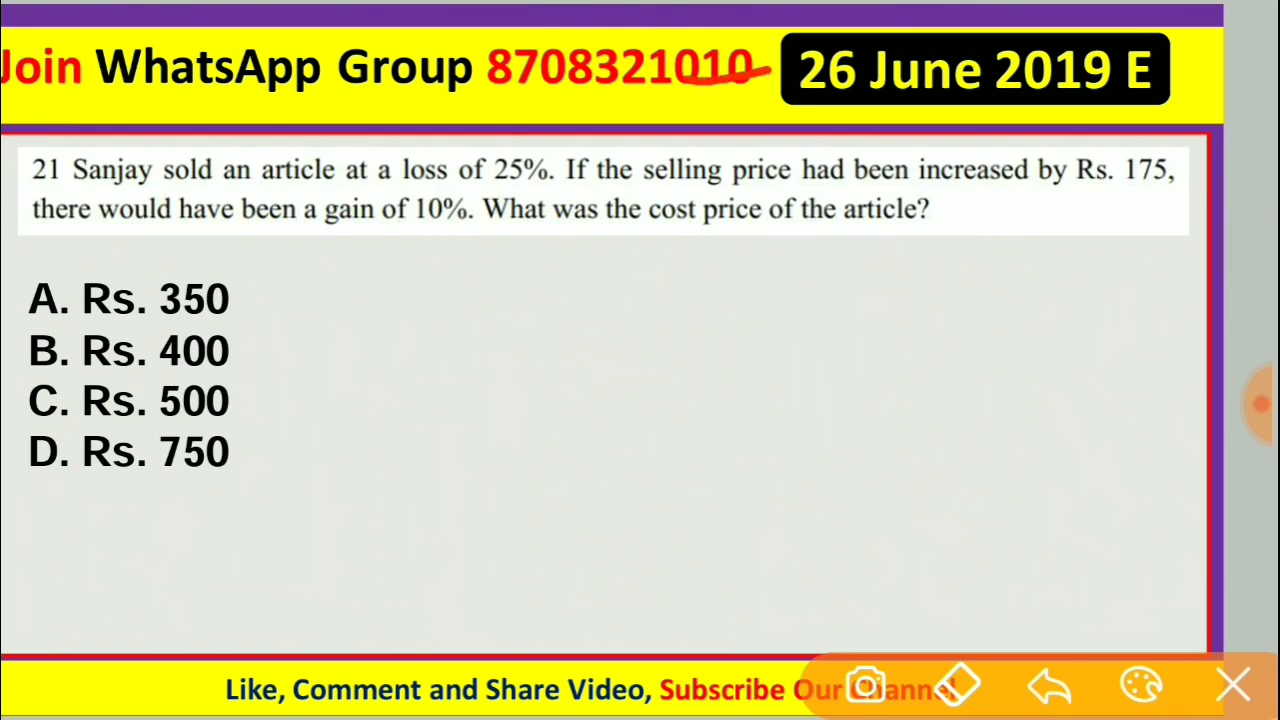 Join WhatsApp Group 8708321010 26 June 2019 E
21 Sanjay sold an article at a loss of 25%. If the selling price had been increased by Rs. 175,
there would have been a gain of 10%. What was the cost price of the article?
A. Rs. 350
B. Rs. 400
C. Rs. 500
D. Rs. 750
Like, Comment and Share Video, Subscribe Our Channel